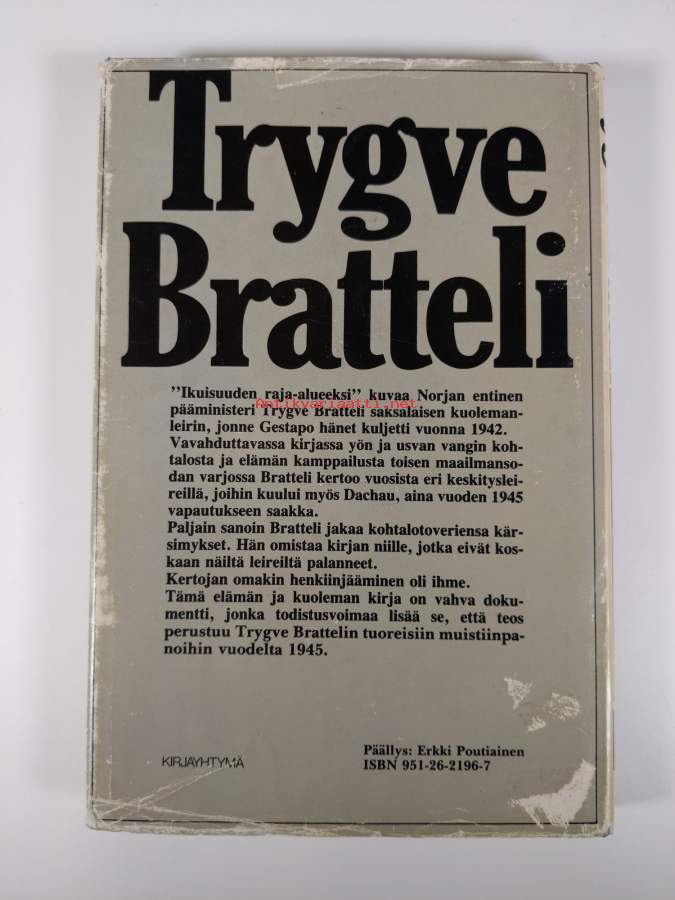 Trygve
Bratteli
"Ikuisuuden raja-alueeksi" kuvaa Norjan entinen
pääministeri Trygve Bratteli saksalaisen kuoleman-
Antikvariaatti.net
leirin, jonne Gestapo hänet kuljetti vuonna 1942.
Vavahduttavassa kirjassa yön ja usvan vangin koh-
talosta ja elämän kamppailusta toisen maailmanso-
dan varjossa Bratteli kertoo vuosista eri keskityslei-
reillä, joihin kuului myös Dachau, aina vuoden 1945
vapautukseen saakka.
Paljain sanoin Bratteli jakaa kohtalotoveriensa kär-
simykset. Hän omistaa kirjan niille, jotka eivät kos-
kaan näiltä leireiltä palanneet.
Kertojan omakin henkiinjääminen oli ihme.
Tämä elämän ja kuoleman kirja on vahva doku-
mentti, jonka todistusvoimaa lisää se, että teos
perustuu Trygve Brattelin tuoreisiin muistiinpa-
noihin vuodelta 1945.
KIRJAYHTYMÄ
Päällys: Erkki Poutiainen
ISBN 951-26-2196-7